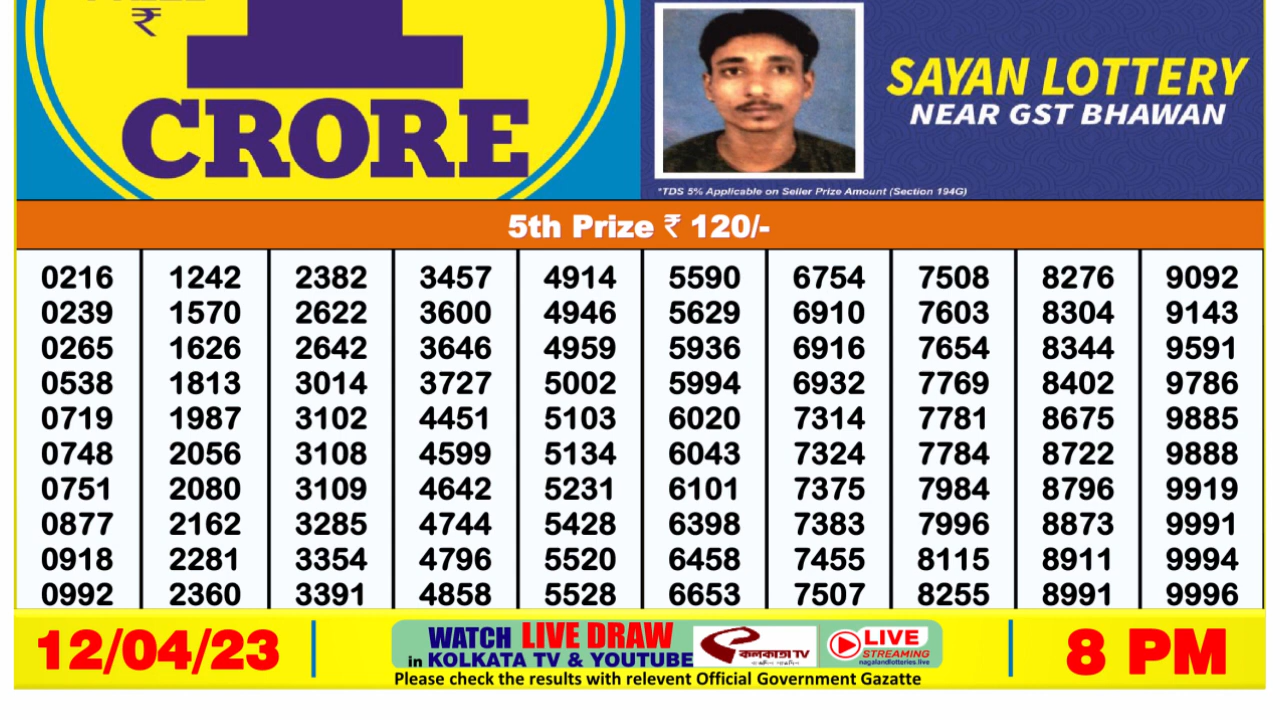 ₹
1
CRORE
SAYAN LOTTERY
NEAR GST BHAWAN
*TDS 5% Applicable on Seller Prize Amount (Section 194G)
5th Prize ₹ 120/-
0216 1242 2382 3457 4914 5590 6754 7508 8276 9092
0239 1570 2622 3600 4946 5629 6910 7603 8304 9143
0265 1626 2642 3646 4959 5936 6916 7654 8344 9591
0538 1813 3014 3727 5002 5994 6932 7769 8402 9786
0719 1987 3102 4451 5103 6020 7314 7781 8675 9885
0748 2056 3108 4599 5134 6043 7324 7784 8722 9888
0751 2080 3109 4642 5231 6101 7375 7984 8796 9919
0877 2162 3285 4744 5428 6398 7383 7996 8873 9991
0918 2281 3354 4796 5520 6458 7455 8115 8911 9994
0992 2360 3391 4858 5528 6653 7507 8255 8991 9996
12/04/23
WATCH LIVE DRAW
in KOLKATA TV & YOUTUBE
কলকাতা TV
LIVE
STREAMING
nagalandlotteries.live
8 PM
Please check the results with relevent Official Government Gazatte